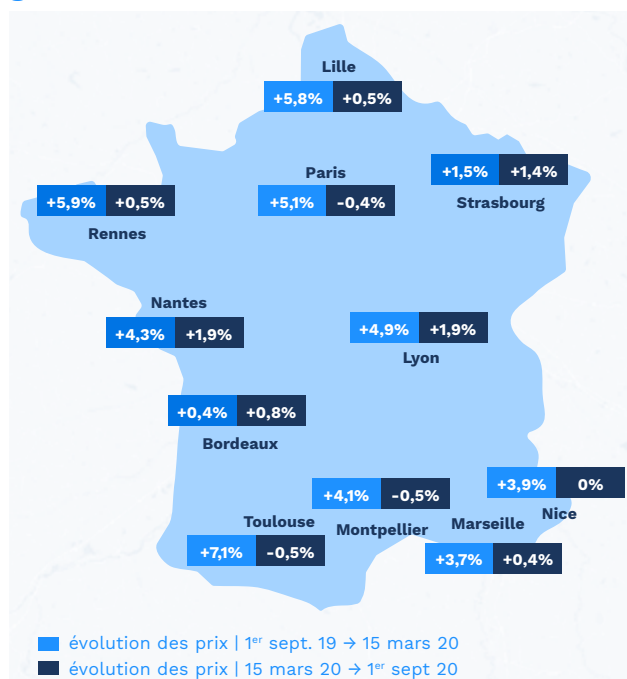 Lille
+5,8% +0,5%
Paris
+5,1% -0,4%
+1,5% +1,4%
Strasbourg
+5,9% +0,5%
Rennes
Nantes
+4,3% +1,9%
+4,9% +1,9%
Lyon
+0,4% +0,8%
Bordeaux
+3,9% 0%
Nice
+4,1% -0,5%
Montpellier
Toulouse
+7,1% -0,5%
Marseille
+3,7% +0,4%
évolution des prix | 1er sept. 19 → 15 mars 20
évolution des prix | 15 mars 20 → 1er sept 20